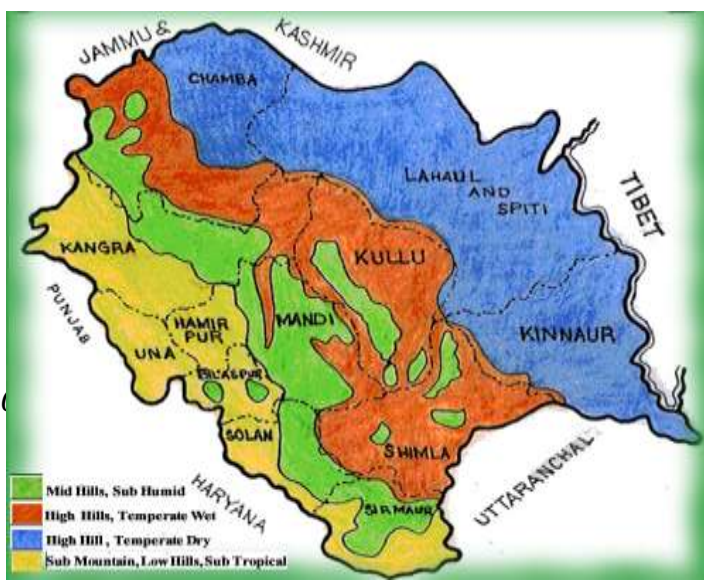 JAMMU &
KASHMIR
CHAMBA
LAHAUL
AND
SPITI
TIBET
KANGRA
KULLU
PUNJAB
HAMIR
PUR
MANDI
KINNAUR
UNA
BILASPUR
SOLAN
SHIMLA
UTTARANCHAL
HARYANA
SIRMAUR
Mid Hills, Sub Humid
High Hills, Temperate Wet
High Hill , Temperate Dry
Sub Mountain, Low Hills, Sub Tropical